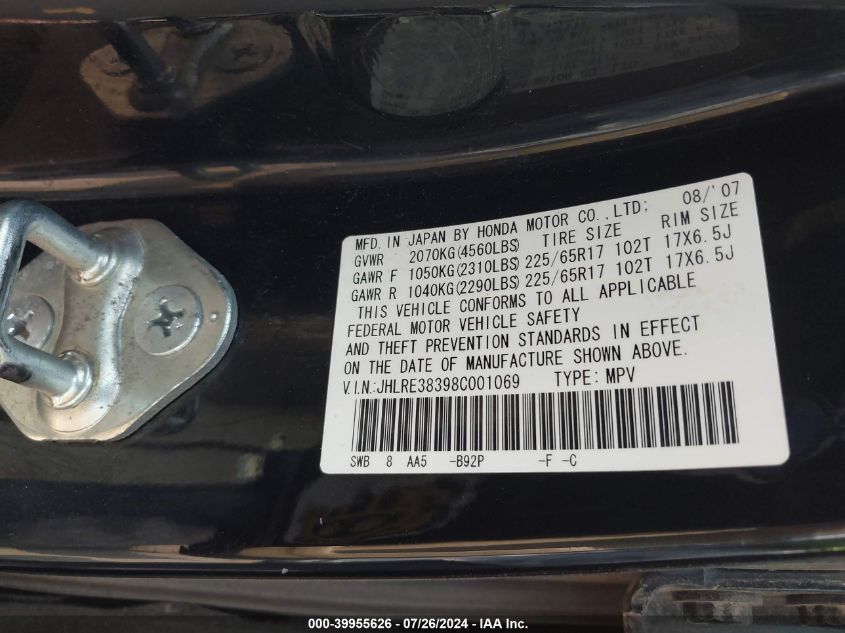 MFD. IN JAPAN BY HONDA MOTOR CO.,LTD: 08/'07
GVWR 2070KG(4560LBS) TIRE SIZE RIM SIZE
GAWR F 1050KG(2310LBS) 225/65R17 102T 17X6.5J
GAWR R 1040KG(2290LBS) 225/65R17 102T 17X6.5J
THIS VEHICLE CONFORMS TO ALL APPLICABLE
FEDERAL MOTOR VEHICLE SAFETY
AND THEFT PREVENTION STANDARDS IN EFFECT
ON THE DATE OF MANUFACTURE SHOWN ABOVE.
V.I.N.:JHLRE38398C001069 TYPE: MPV
SWB 8 AA5 -B92P -F -C
000-39955626 - 07/26/2024 - IAA Inc.